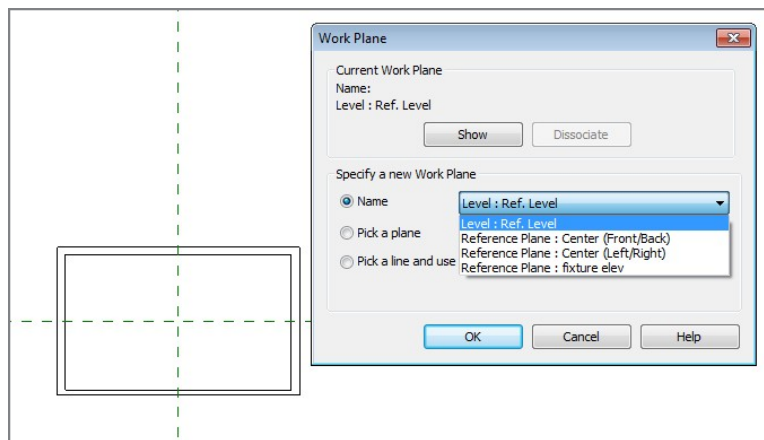 Work Plane
Current Work Plane
Name:
Level : Ref. Level
Show
Dissociate
Specify a new Work Plane
Name
Level : Ref. Level
Level : Ref. Level
Reference Plane : Center (Front/Back)
Pick a plane
Reference Plane : Center (Left/Right)
Pick a line and use
Reference Plane : fixture elev
OK
Cancel
Help